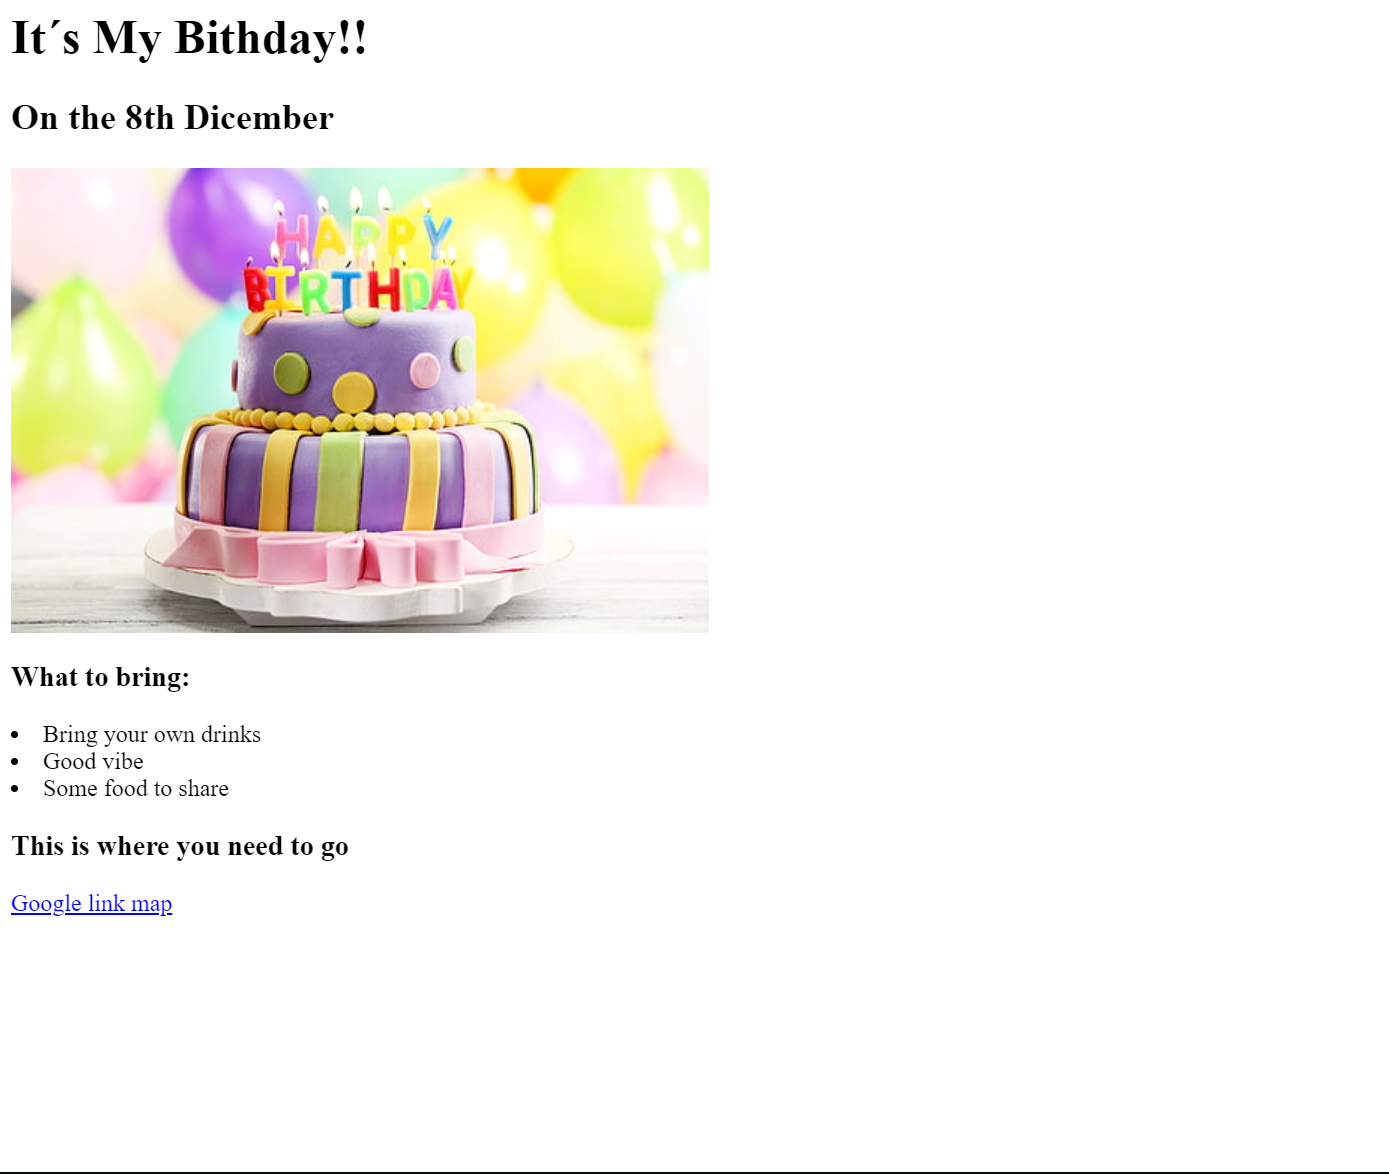 It´s My Bithday!!
On the 8th Dicember
HAPPY
BIRTHDAY
What to bring:
Bring your own drinks
Good vibe
Some food to share
This is where you need to go
Google link map